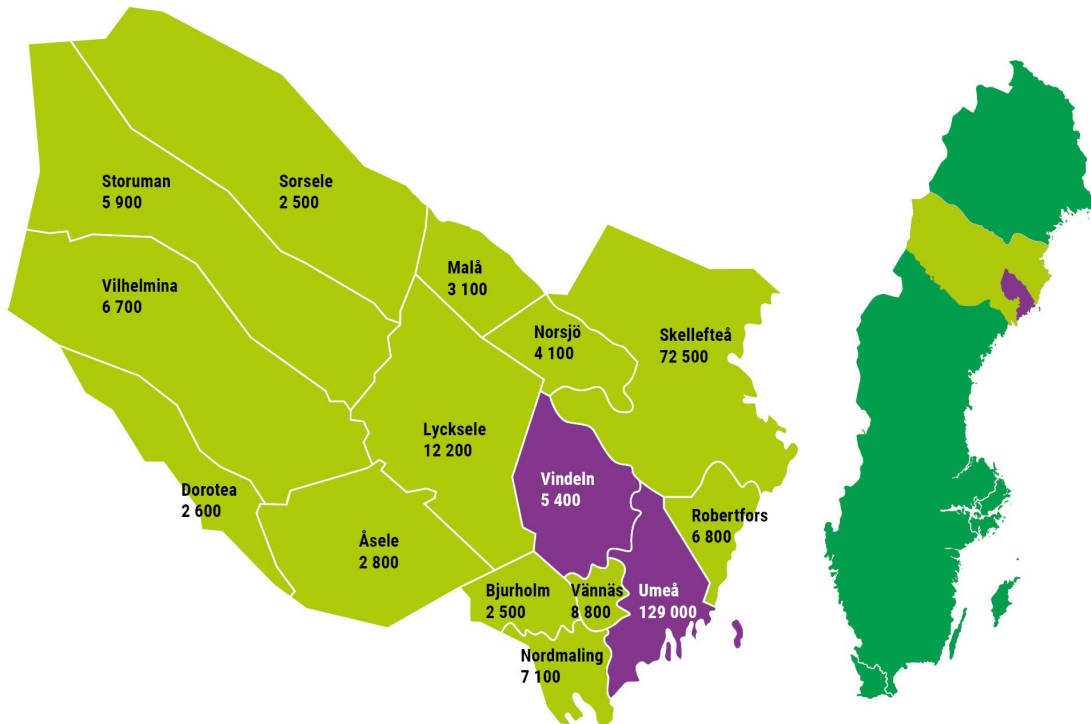 Storuman
5 900
Sorsele
2 500
Malå
3 100
Vilhelmina
6 700
Norsjö
4 100
Skellefteå
72 500
Lycksele
12 200
Vindeln
5 400
Dorotea
2 600
Robertfors
6 800
Åsele
2 800
Bjurholm
2 500
Vännäs
8 800
Umeå
129 000
Nordmaling
7 100